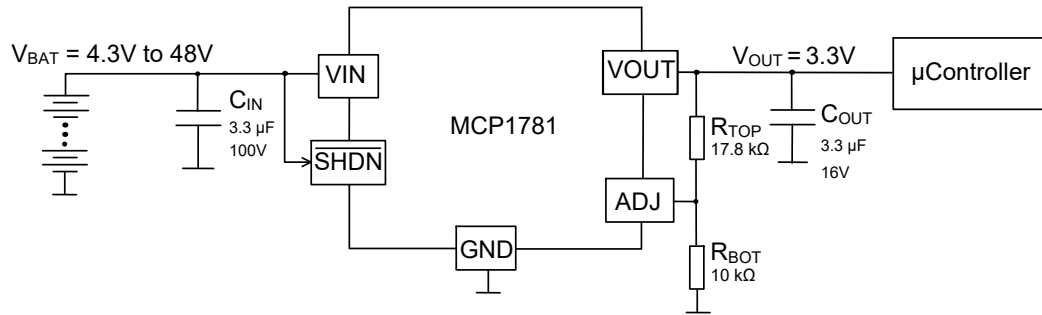 V_BAT = 4.3V to 48V
VIN
VOUT
V_OUT = 3.3V
µController
C_IN
3.3 µF
100V
MCP1781
R_TOP
17.8 kΩ
C_OUT
3.3 µF
16V
SHDN
ADJ
GND
R_BOT
10 kΩ